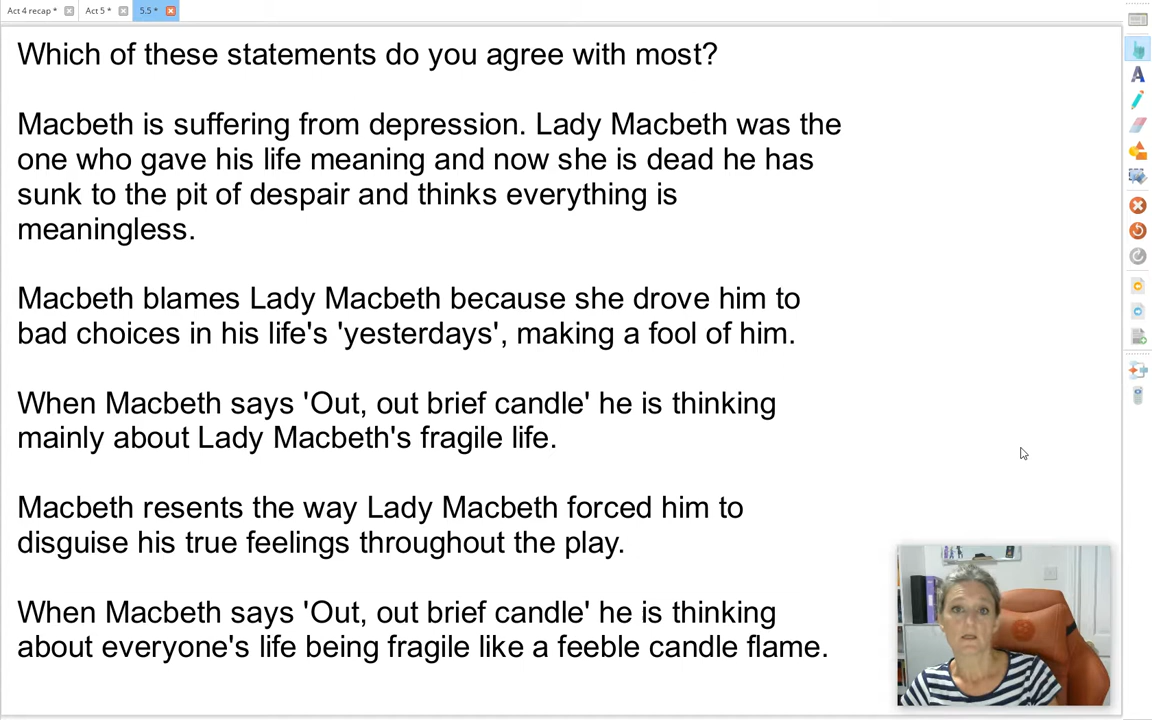 Act 4 recap *
Act 5 *
5.5 *
Which of these statements do you agree with most?
Macbeth is suffering from depression. Lady Macbeth was the
one who gave his life meaning and now she is dead he has
sunk to the pit of despair and thinks everything is
meaningless.
Macbeth blames Lady Macbeth because she drove him to
bad choices in his life's 'yesterdays', making a fool of him.
When Macbeth says 'Out, out brief candle' he is thinking
mainly about Lady Macbeth's fragile life.
Macbeth resents the way Lady Macbeth forced him to
disguise his true feelings throughout the play.
When Macbeth says 'Out, out brief candle' he is thinking
about everyone's life being fragile like a feeble candle flame.